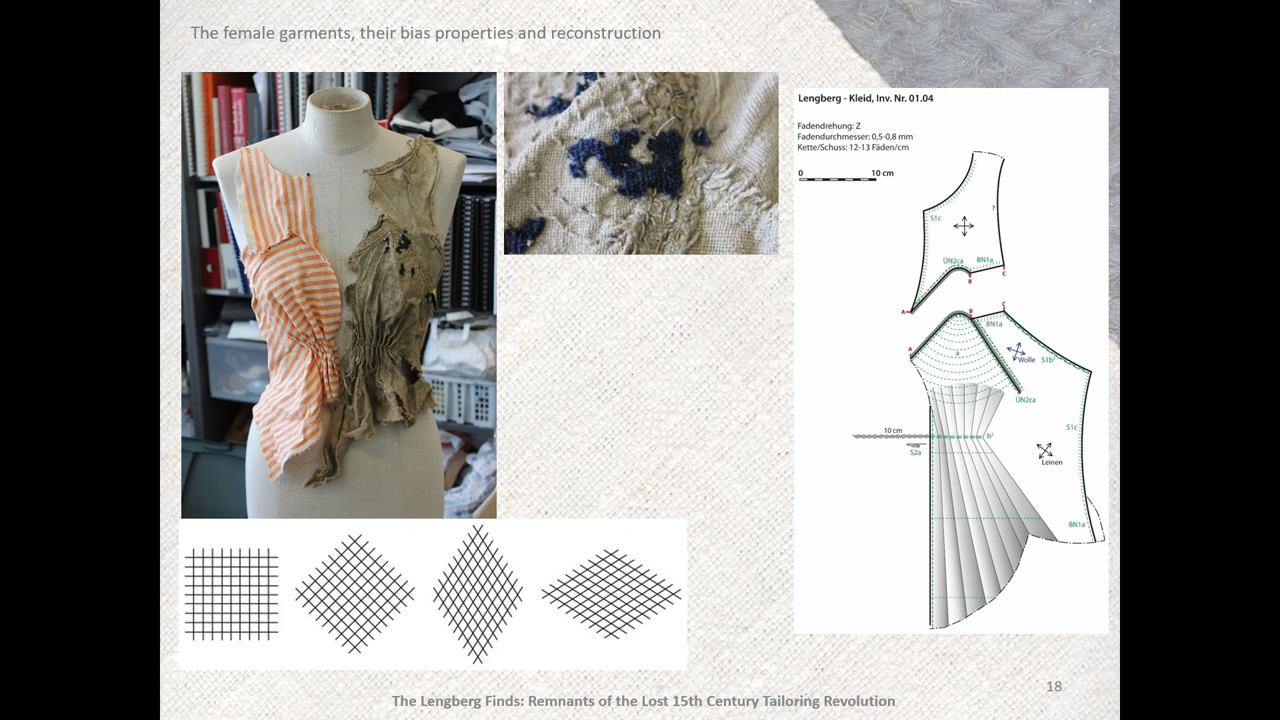 The female garments, their bias properties and reconstruction
Lengberg - Kleid, Inv. Nr. 01.04
Fadendrehung: Z
Fadendurchmesser: 0,5-0,8 mm
Kette/Schuss: 12-13 Fäden/cm
0 10 cm
?
S1c
ÜN2ca BN1a
B C
A
C
B
BN1a
A
a
Wolle S1b²
ÜN2ca
10 cm
b²
S2a
S1c
Leinen
BN1a
18
The Lengberg Finds: Remnants of the Lost 15th Century Tailoring Revolution